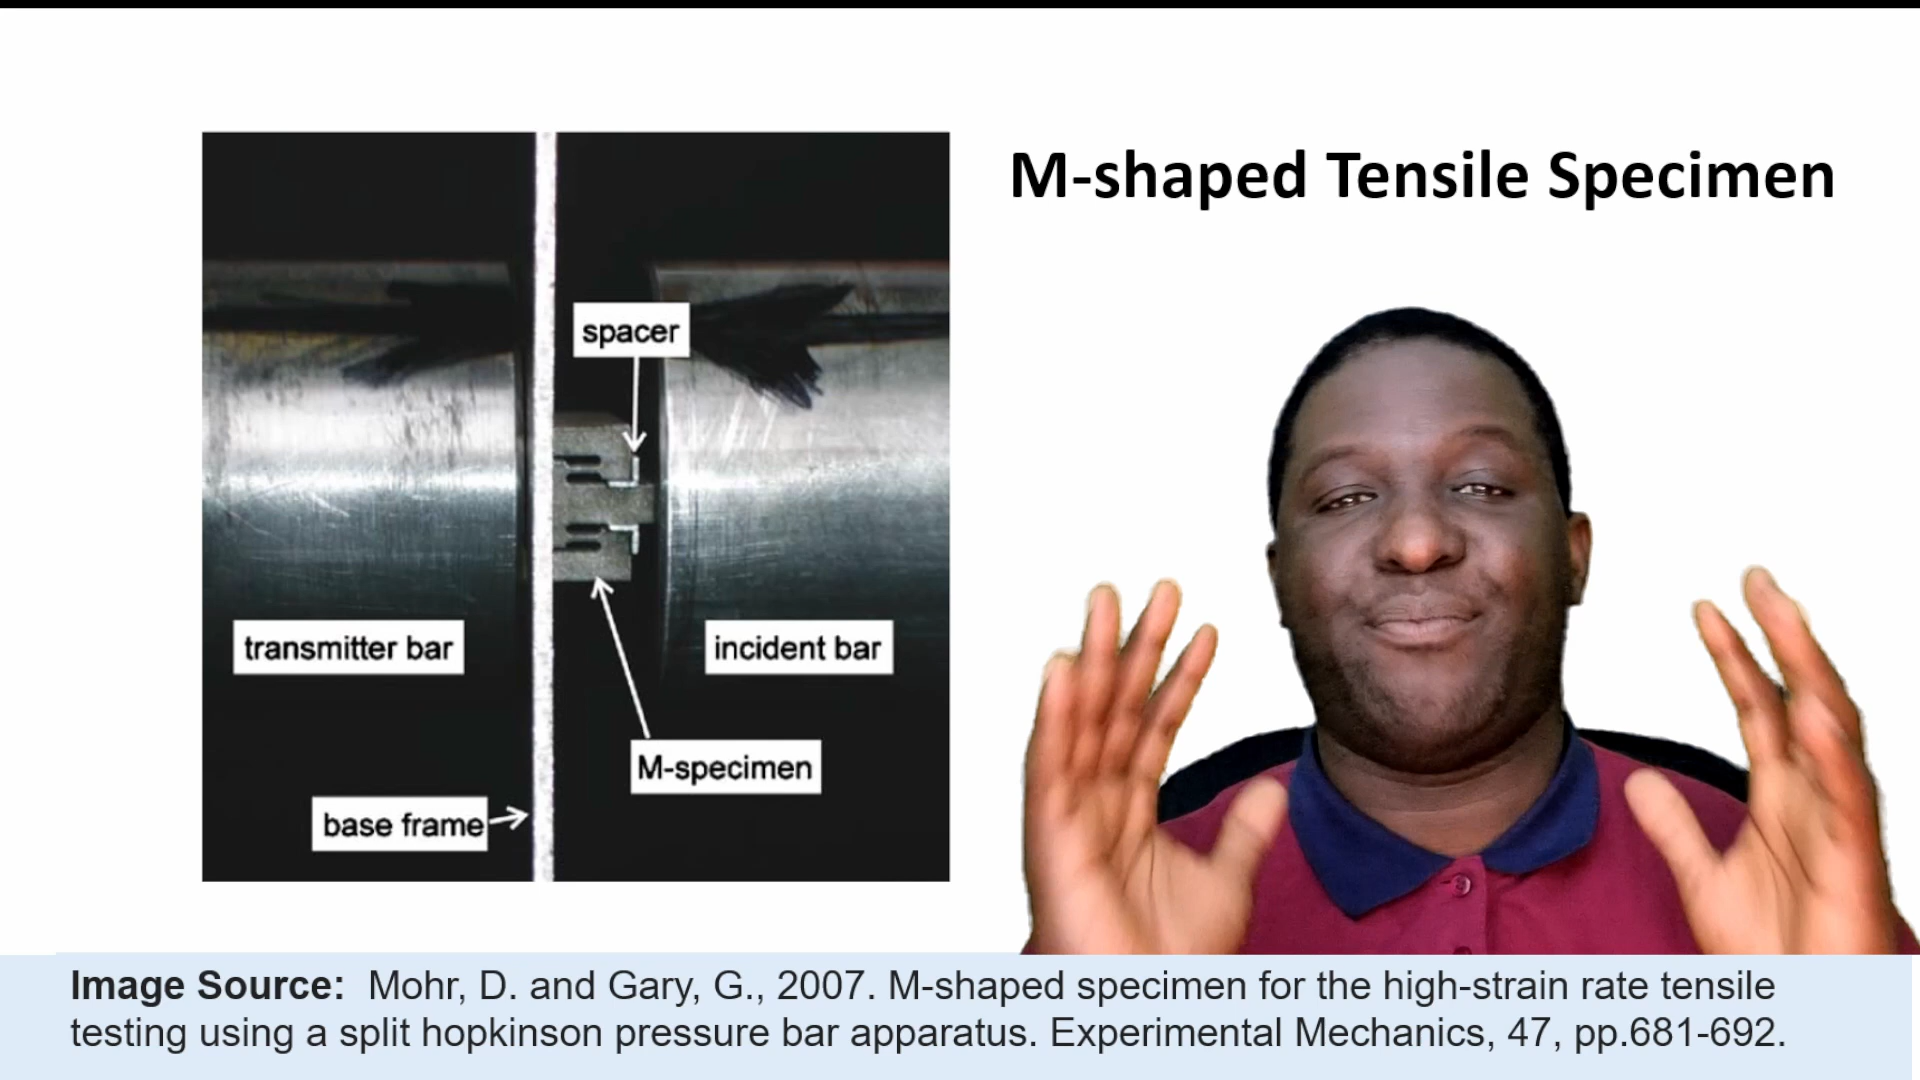 M-shaped Tensile Specimen
spacer
transmitter bar
incident bar
M-specimen
base frame
Image Source: Mohr, D. and Gary, G., 2007. M-shaped specimen for the high-strain rate tensile
testing using a split hopkinson pressure bar apparatus. Experimental Mechanics, 47, pp.681-692.